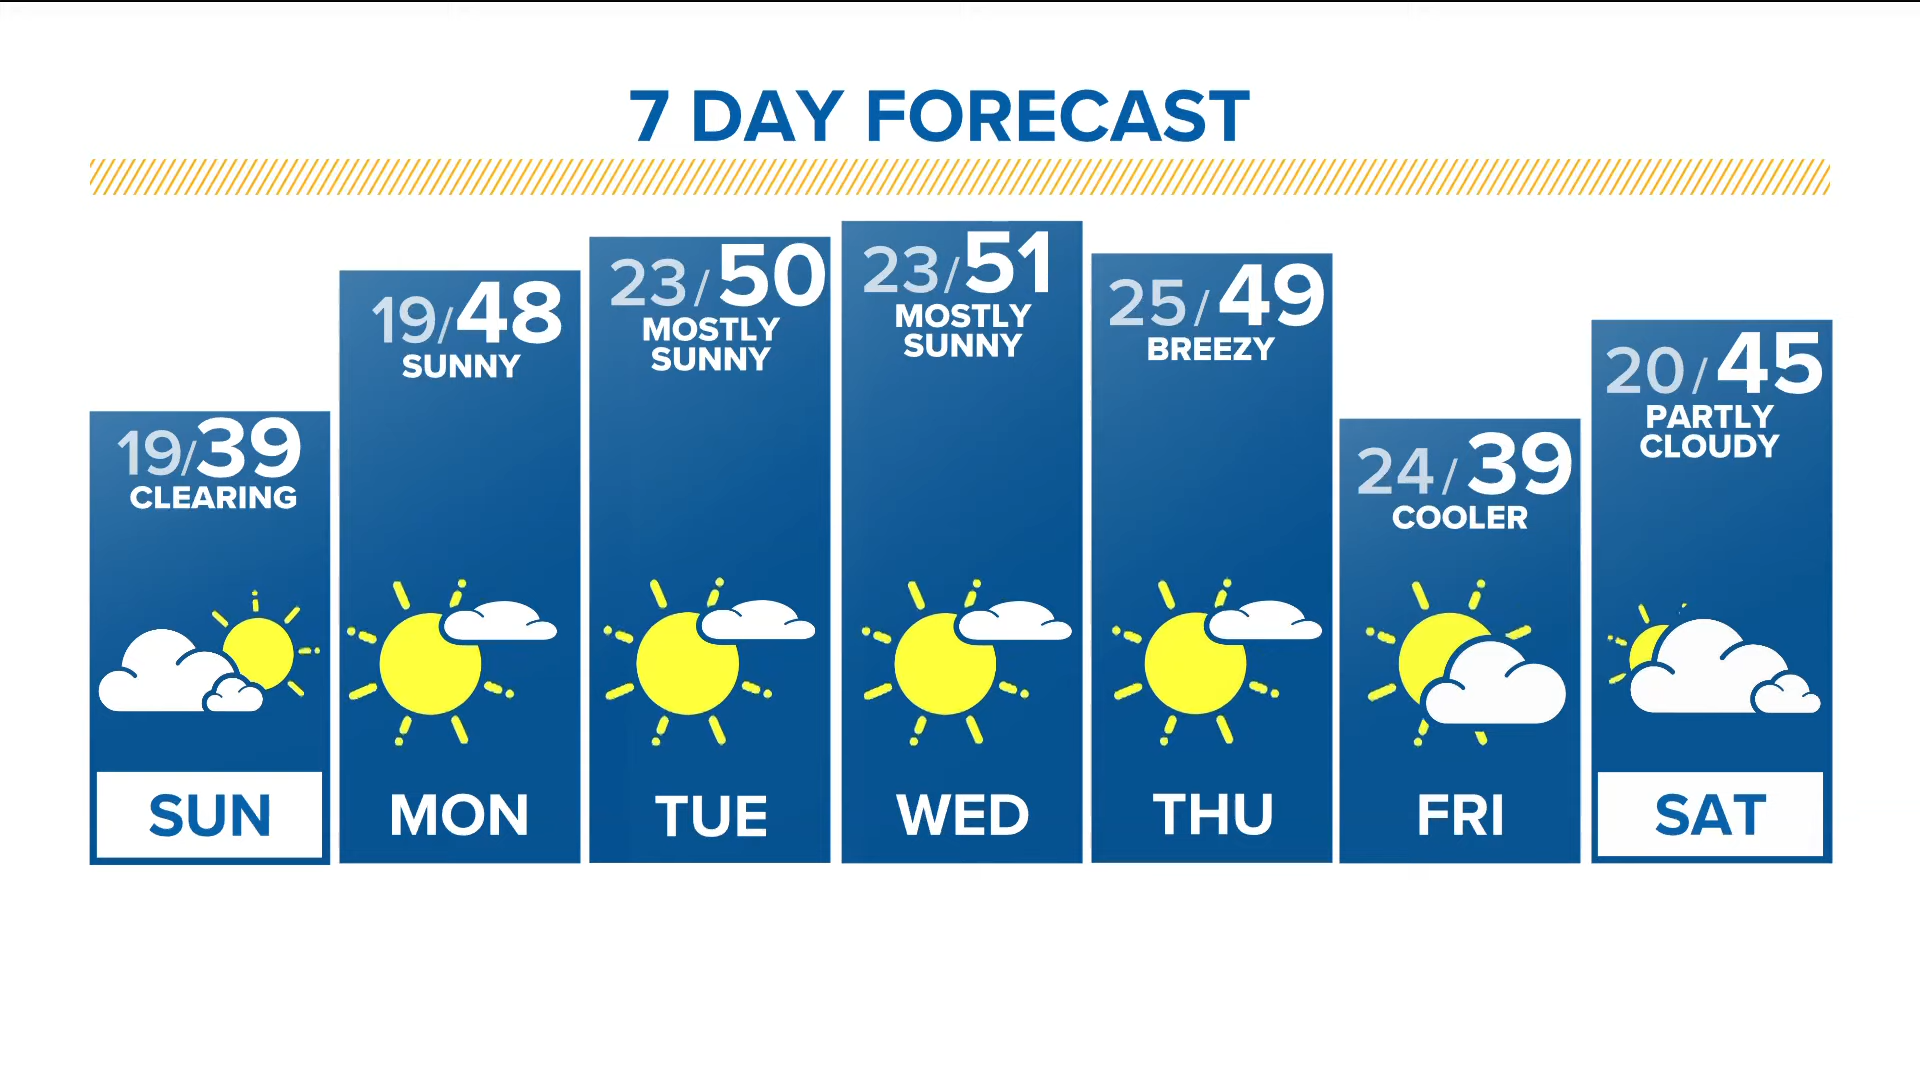 7 DAY FORECAST
19/39
CLEARING
SUN
19/48
SUNNY
MON
23/50
MOSTLY
SUNNY
TUE
23/51
MOSTLY
SUNNY
WED
25/49
BREEZY
THU
24/39
COOLER
FRI
20/45
PARTLY
CLOUDY
SAT